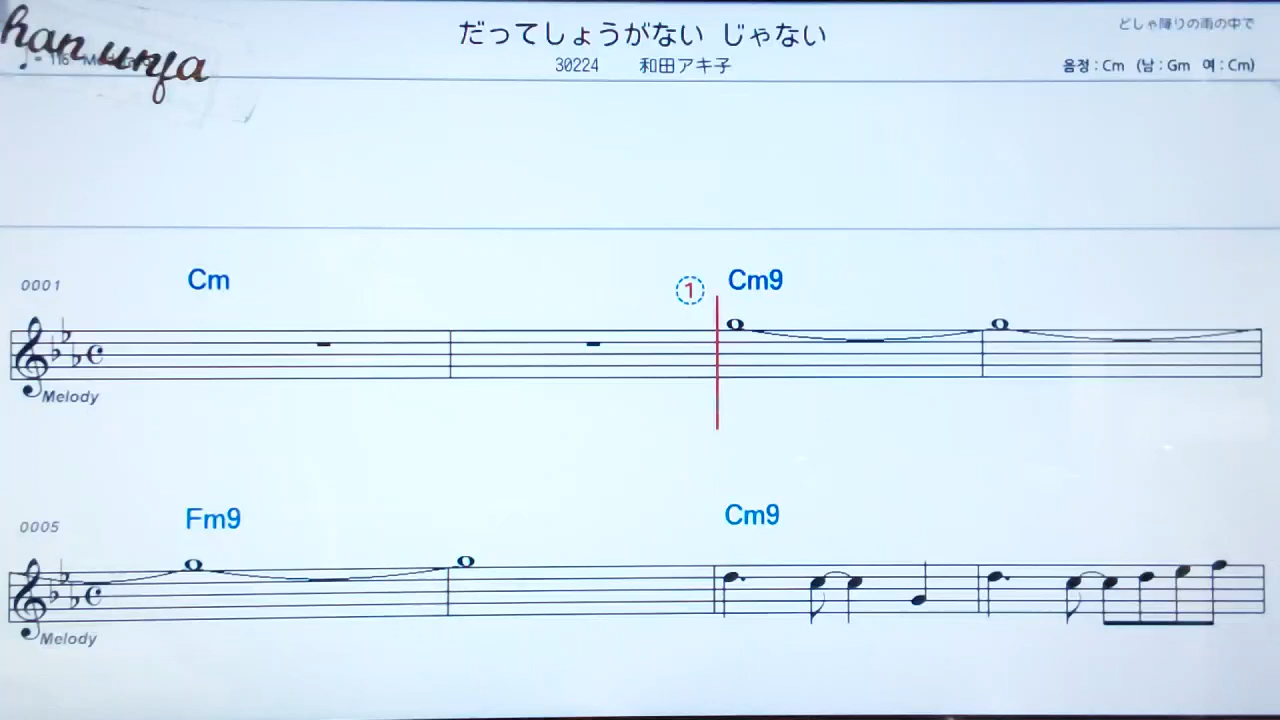 han unfa
だってしょうがない じゃない
どしゃ降りの雨の中で
30224 和田アキ子
음정 : Cm (남 : Gm 여 : Cm)
0001 Cm ① Cm9
Melody
0005 Fm9 Cm9
Melody